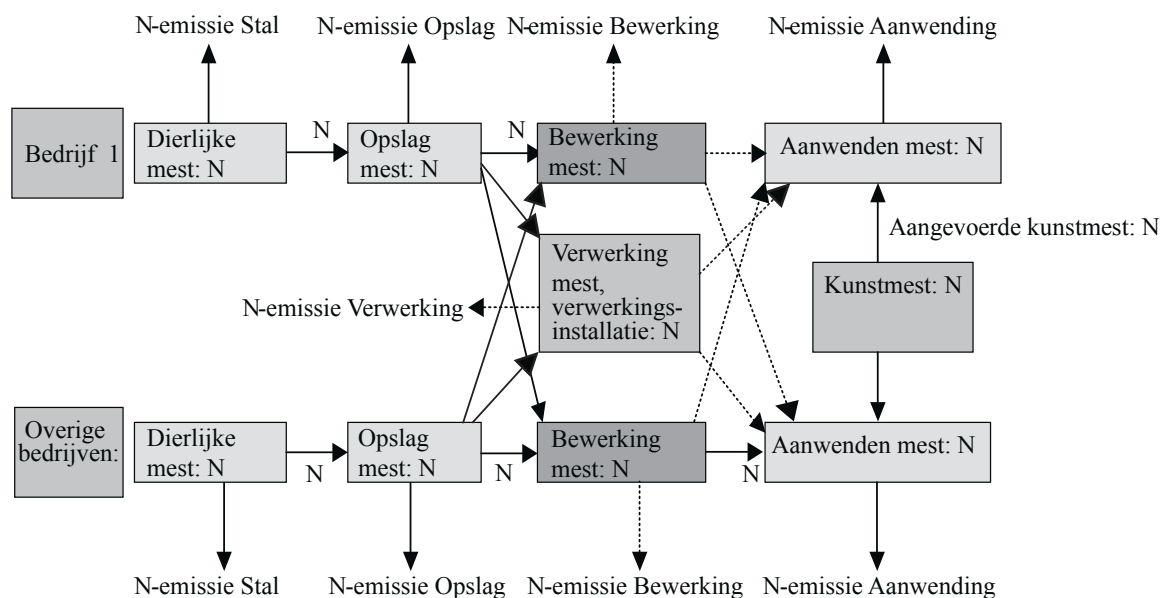 N-emissie Stal
N-emissie Opslag
N-emissie Bewerking
N-emissie Aanwending
Bedrijf 1
Dierlijke
mest: N
N
Opslag
mest: N
N
Bewerking
mest: N
Aanwenden mest: N
Aangevoerde kunstmest: N
Verwerking
mest,
verwerkings-
installatie: N
Kunstmest: N
N-emissie Verwerking
Overige
bedrijven:
Dierlijke
mest: N
N
Opslag
mest: N
N
Bewerking
mest: N
N
Aanwenden mest: N
N-emissie Stal
N-emissie Opslag
N-emissie Bewerking
N-emissie Aanwending